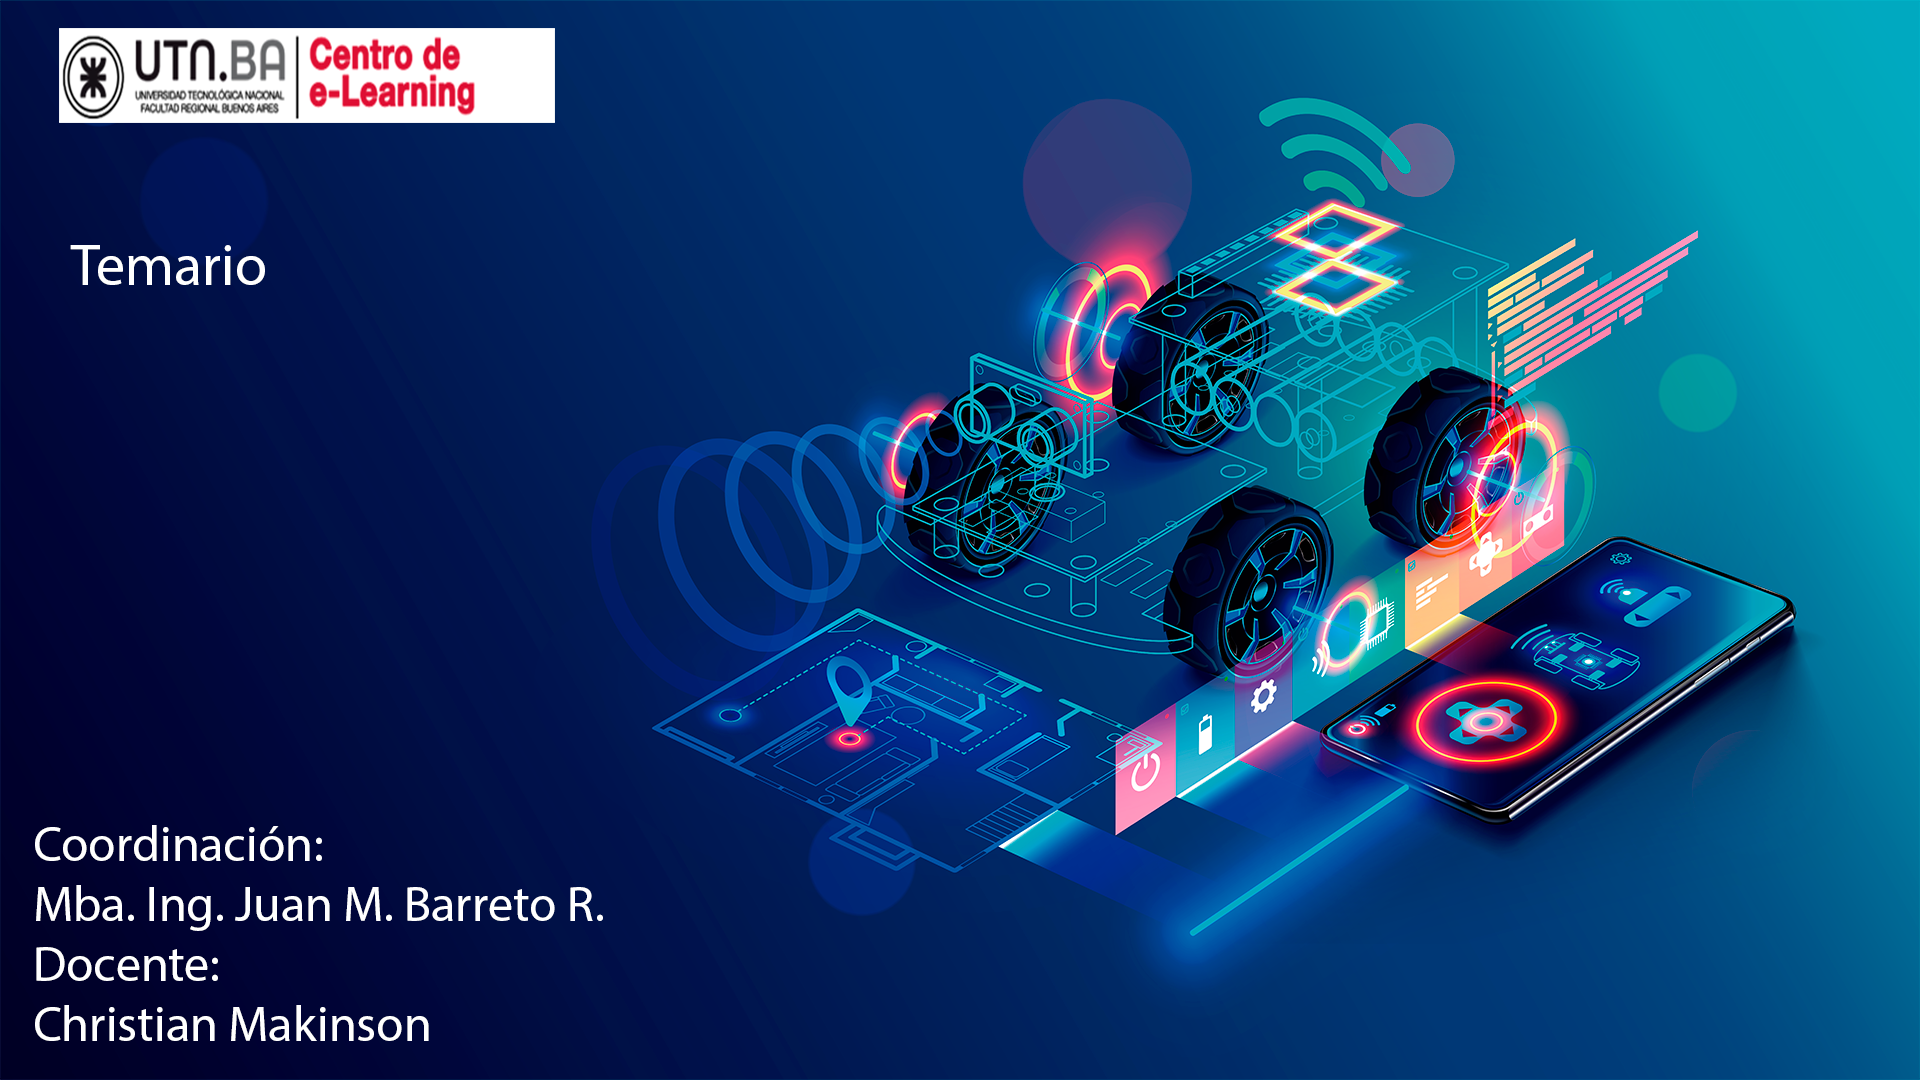 UTN.BA
UNIVERSIDAD TECNOLÓGICA NACIONAL
FACULTAD REGIONAL BUENOS AIRES
Centro de
e-Learning
Temario
Coordinación:
Mba. Ing. Juan M. Barreto R.
Docente:
Christian Makinson